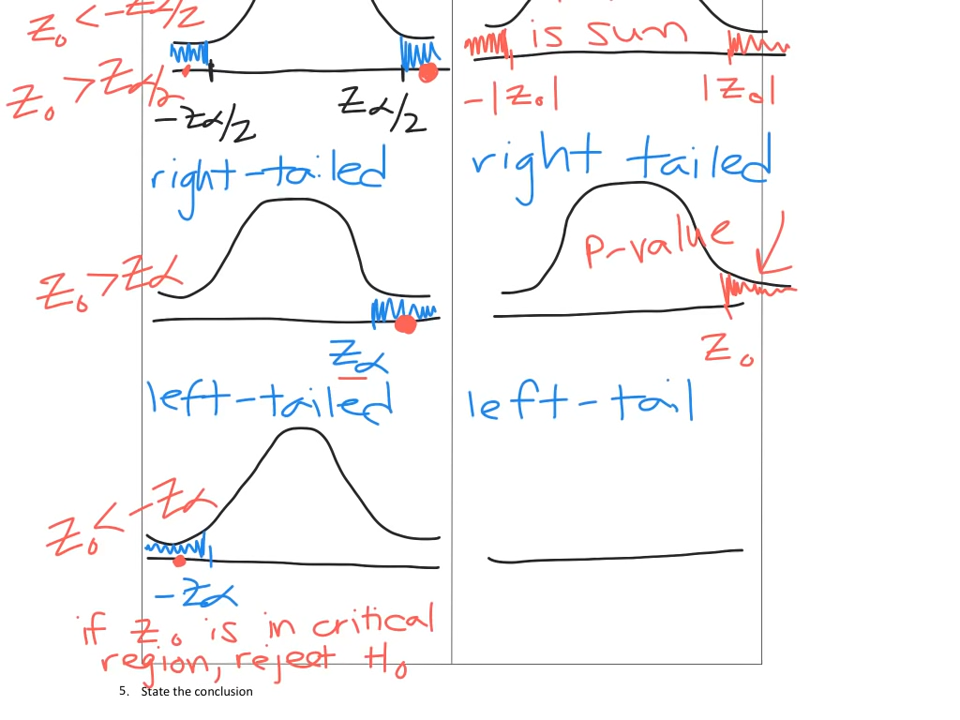 Z₀ < -Zα/2
is sum
Z₀ > Zα/2
-Zα/2 Zα/2
-|Z₀| |Z₀|
right-tailed
right tailed
p-value
Z₀ > Zα
Zα
Z₀
left-tailed
left-tail
Z₀ < -Zα
-Zα
if Z₀ is in critical
region, reject H₀
5. State the conclusion